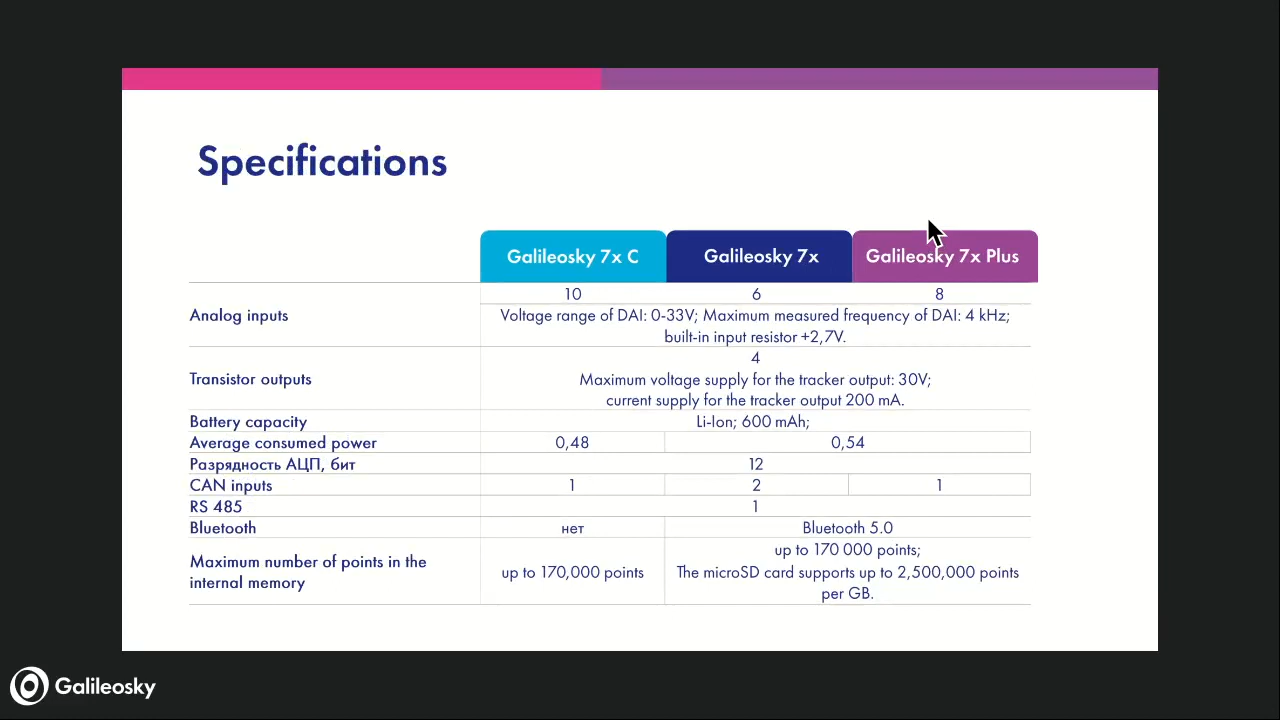 Specifications
Galileosky 7x C
Galileosky 7x
Galileosky 7x Plus
Analog inputs
10
6
8
Voltage range of DAI: 0-33V; Maximum measured frequency of DAI: 4 kHz;
built-in input resistor +2,7V.
Transistor outputs
4
Maximum voltage supply for the tracker output: 30V;
current supply for the tracker output 200 mA.
Battery capacity
Li-Ion; 600 mAh;
Average consumed power
0,48
0,54
Разрядность АЦП, бит
12
CAN inputs
1
2
1
RS 485
1
Bluetooth
нет
Bluetooth 5.0
Maximum number of points in the
internal memory
up to 170,000 points
up to 170 000 points;
The microSD card supports up to 2,500,000 points
per GB.
Galileosky